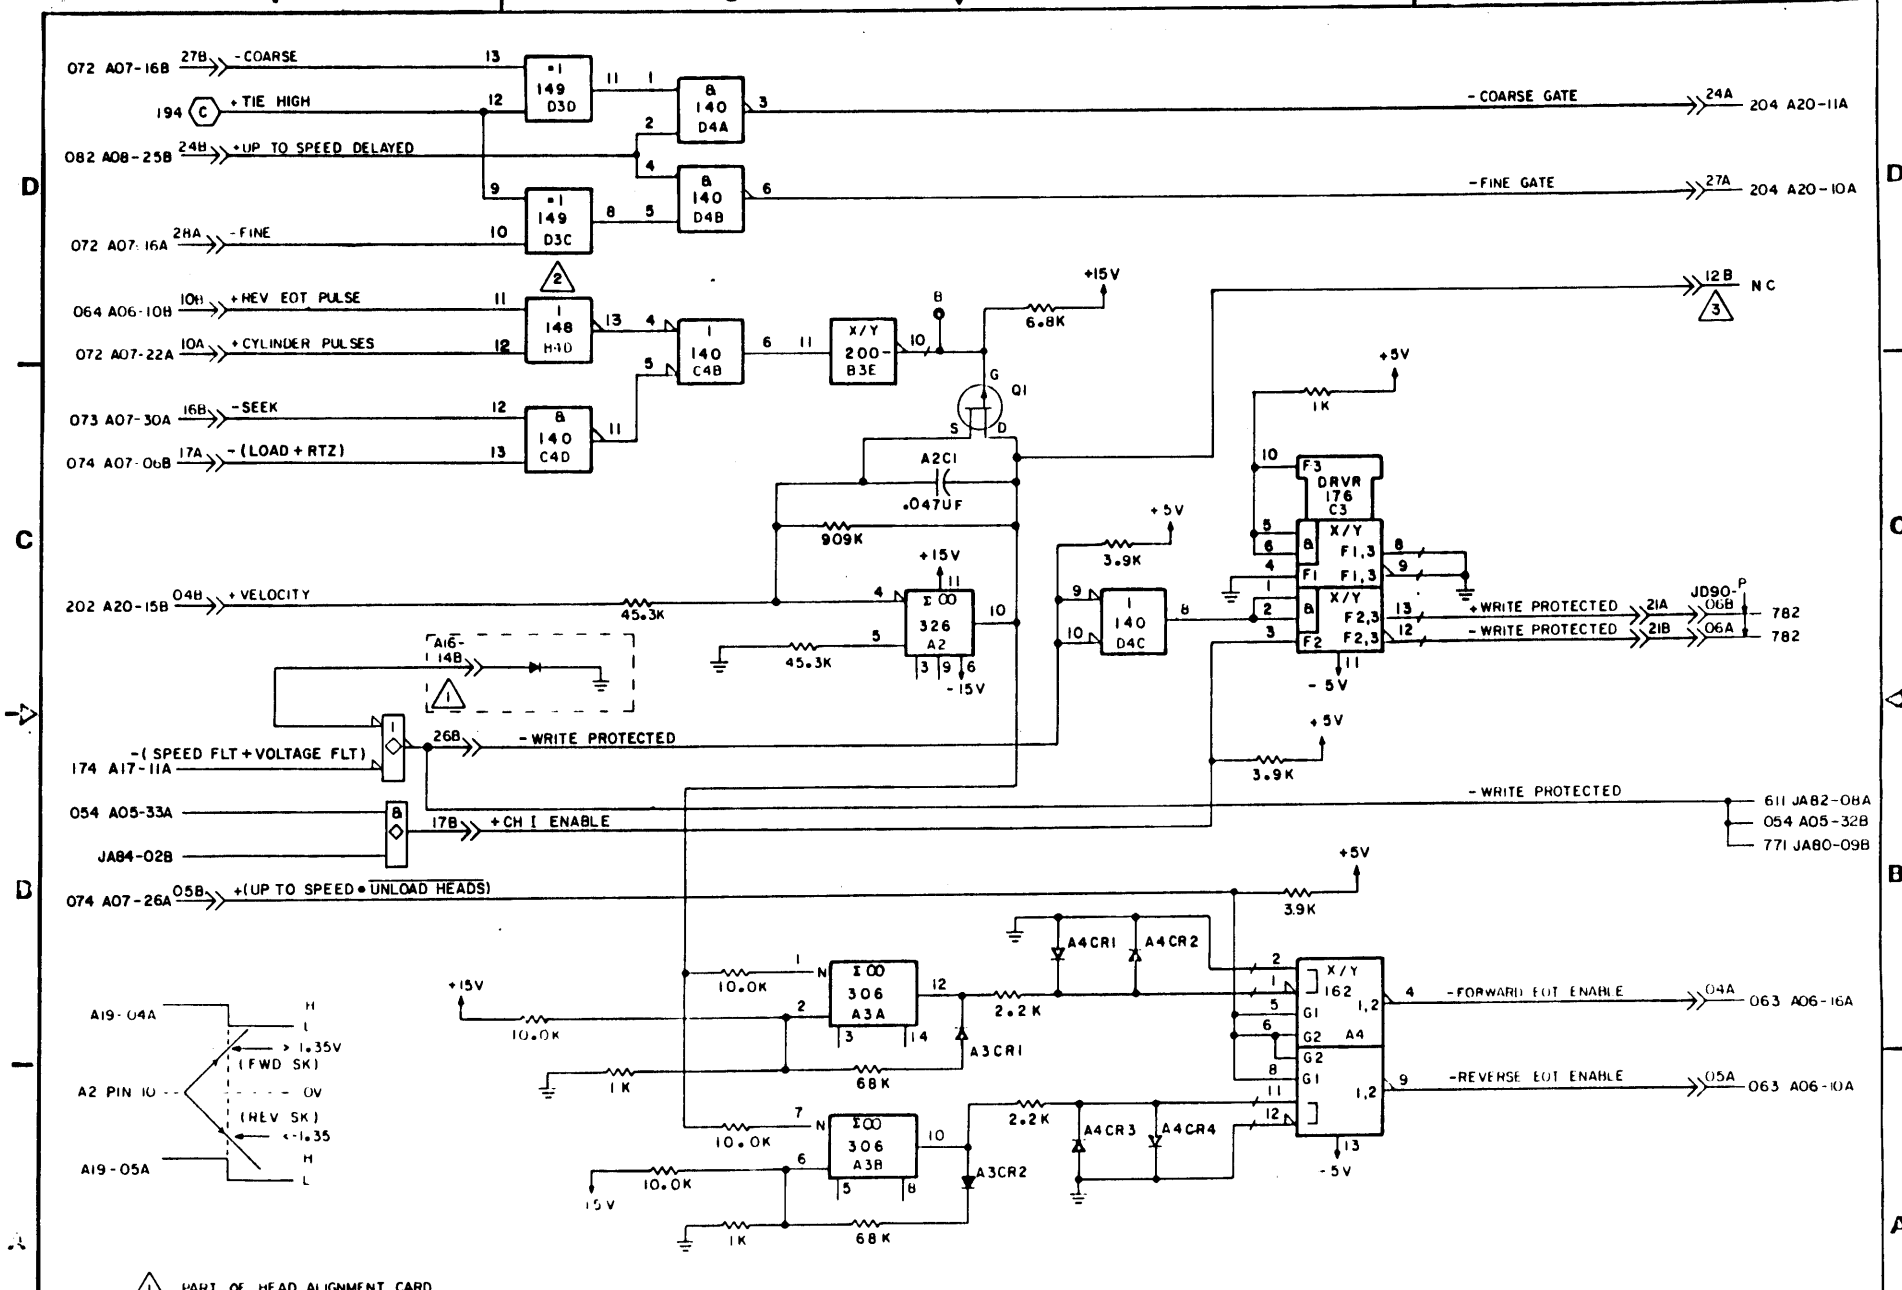 072 A07-16B 27B -COARSE 13
=1 149 D3D
11 1
& 140 D4A
3 -COARSE GATE 24A 204 A20-11A
194 C +TIE HIGH 12
2
082 A08-25B 24B +UP TO SPEED DELAYED
4
& 140 D4B
6 -FINE GATE 27A 204 A20-10A
9
=1 149 D3C
8 5
072 A07-16A 28A -FINE 10
2
064 A06-10B 10B +REV EOT PULSE 11
1 148 H4D
13 4
072 A07-22A 10A +CYLINDER PULSES 12
1 140 C4B
6 11
X/Y 200- B3E
10
B
6.8K
+15V
12B NC
3
5
073 A07-30A 16B -SEEK 12
& 140 C4D
11
074 A07-06B 17A -(LOAD+RTZ) 13
G Q1
S D
A2C1
.047UF
909K
+5V
1K
10 F3
DRVR 176 C3
5 X/Y
6 & F1,3 8
4 F1 F1,3 9
1 X/Y
2 & F2,3 13 +WRITE PROTECTED 21A JD90-P 06B 782
3 F2 F2,3 12 -WRITE PROTECTED 21B 06A 782
11
-5V
+5V
3.9K
9
1 140 D4C
8
10
202 A20-15B 04B +VELOCITY
45.3K
4
+15V
11
Σ∞ 326 A2
10
5
45.3K
3 9 6
-15V
A16-
14B
1
-(SPEED FLT+VOLTAGE FLT)
174 A17-11A
1
26B -WRITE PROTECTED
+5V
3.9K
054 A05-33A
&
17B +CH I ENABLE
JA84-02B
-WRITE PROTECTED
611 JA82-08A
054 A05-32B
771 JA80-09B
074 A07-26A 05B +(UP TO SPEED•UNLOAD HEADS)
+5V
3.9K
A4CR1 A4CR2
1 N
10.0K
Σ∞ 306 A3A
12
2.2K
+15V
10.0K
2
3 14
A3CR1
1K 68K
2 X/Y
1 162
5 G1 1,2 4 -FORWARD EOT ENABLE 04A 063 A06-16A
6 G2 A4
G2
8 G1 1,2 9 -REVERSE EOT ENABLE 05A 063 A06-10A
11
12
13
-5V
7 N
10.0K
Σ∞ 306 A3B
10
2.2K
A4CR3 A4CR4
10.0K
6
5 8
A3CR2
15V
1K 68K
A19-04A H
L
> 1.35V
(FWD SK)
A2 PIN 10 0V
(REV SK)
<-1.35
A19-05A H
L
D D
C C
B B
A A
1 PART OF HEAD ALIGNMENT CARD